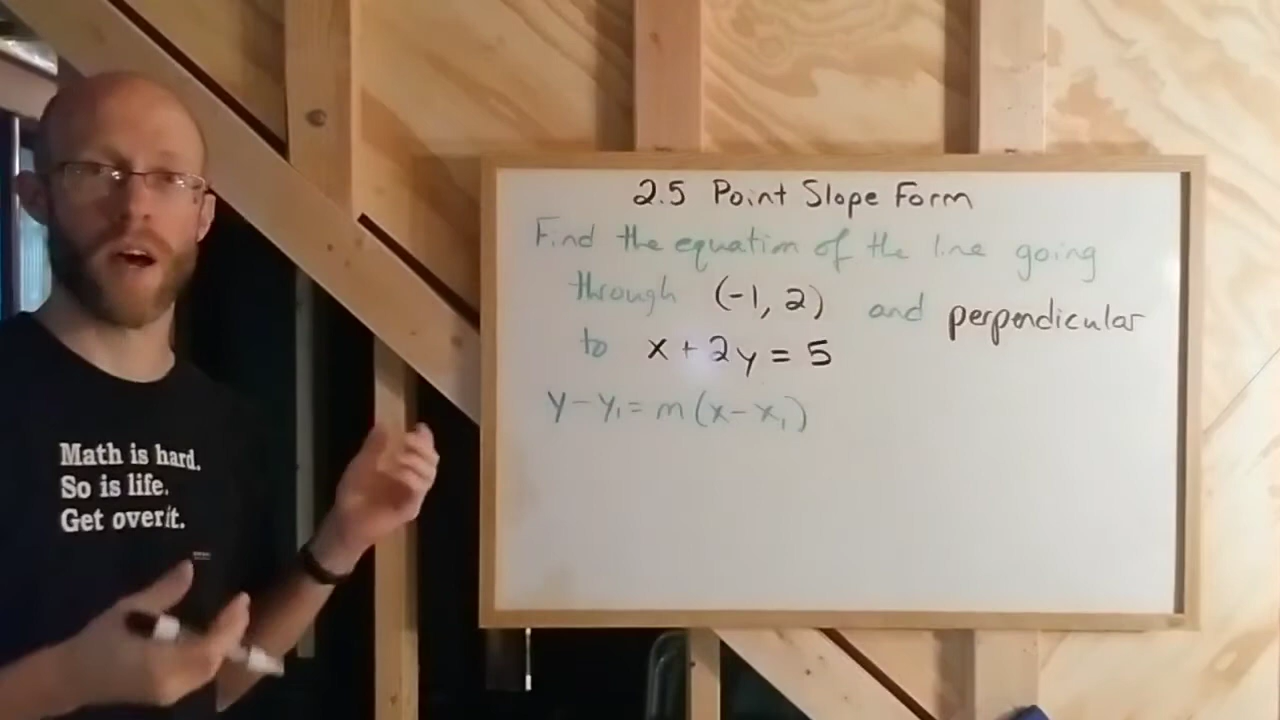 2.5 Point Slope Form
Find the equation of the line going
through (-1, 2) and perpendicular
to x + 2y = 5
y - y₁ = m(x - x₁)
Math is hard.
So is life.
Get over it.